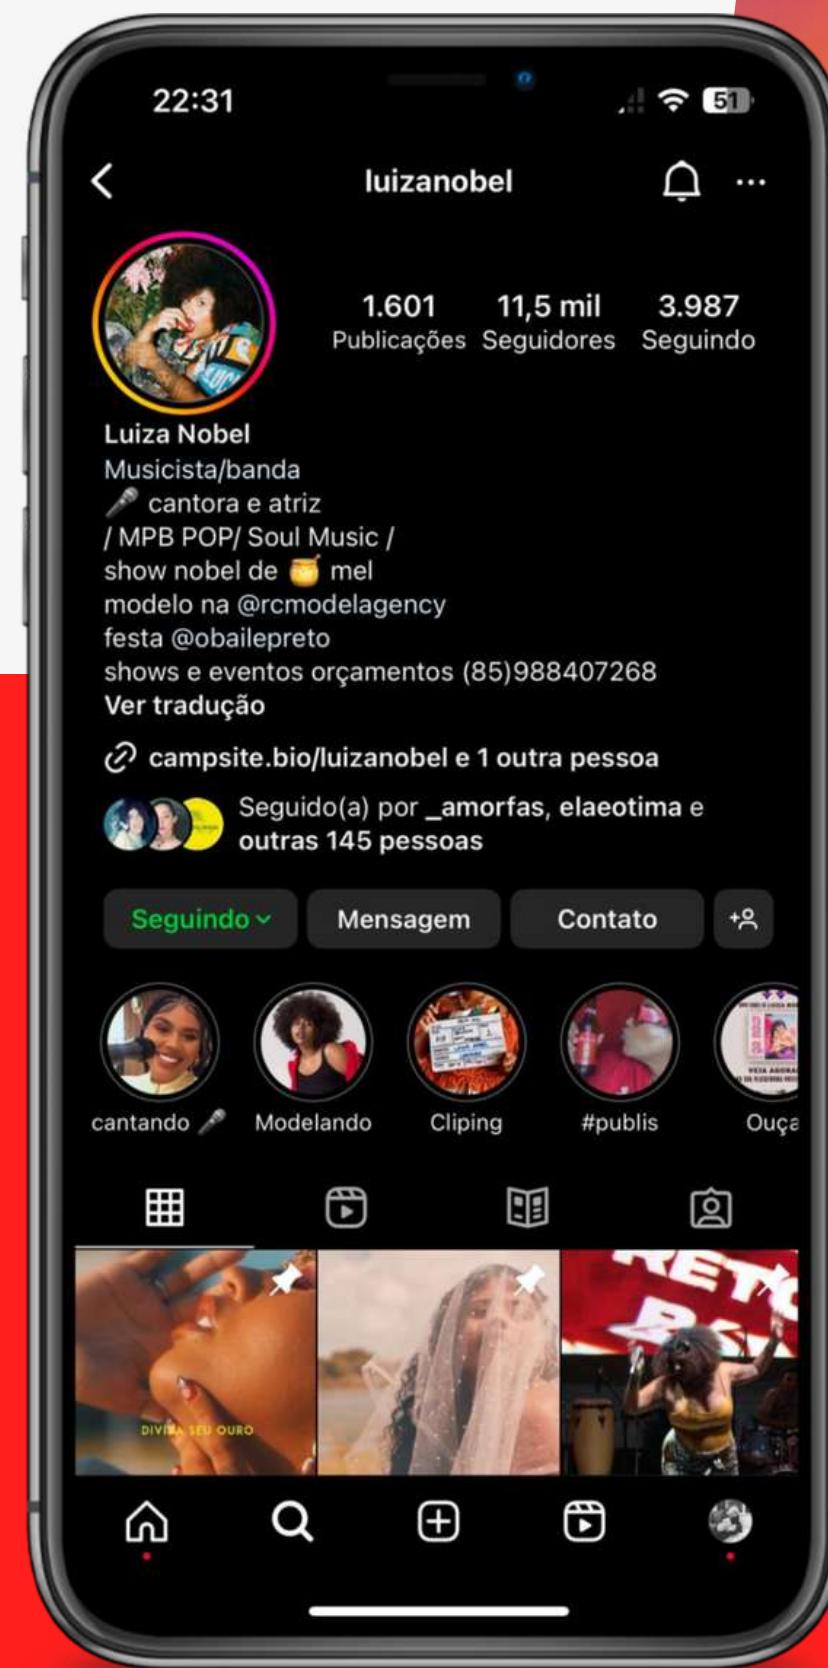 22:31
51
luizanobel
1.601 11,5 mil 3.987
Publicações Seguidores Seguindo
Luiza Nobel
Musicista/banda
🎤 cantora e atriz
/ MPB POP/ Soul Music /
show nobel de 🍯 mel
modelo na @rcmodelagency
festa @obailepreto
shows e eventos orçamentos (85)988407268
Ver tradução
campsite.bio/luizanobel e 1 outra pessoa
Seguido(a) por _amorfas, elaeotima e
outras 145 pessoas
Seguindo Mensagem Contato
VEJA AGORA
cantando 🎤 Modelando Cliping #publis Ouça
DIVIDA SEU OURO
RETO